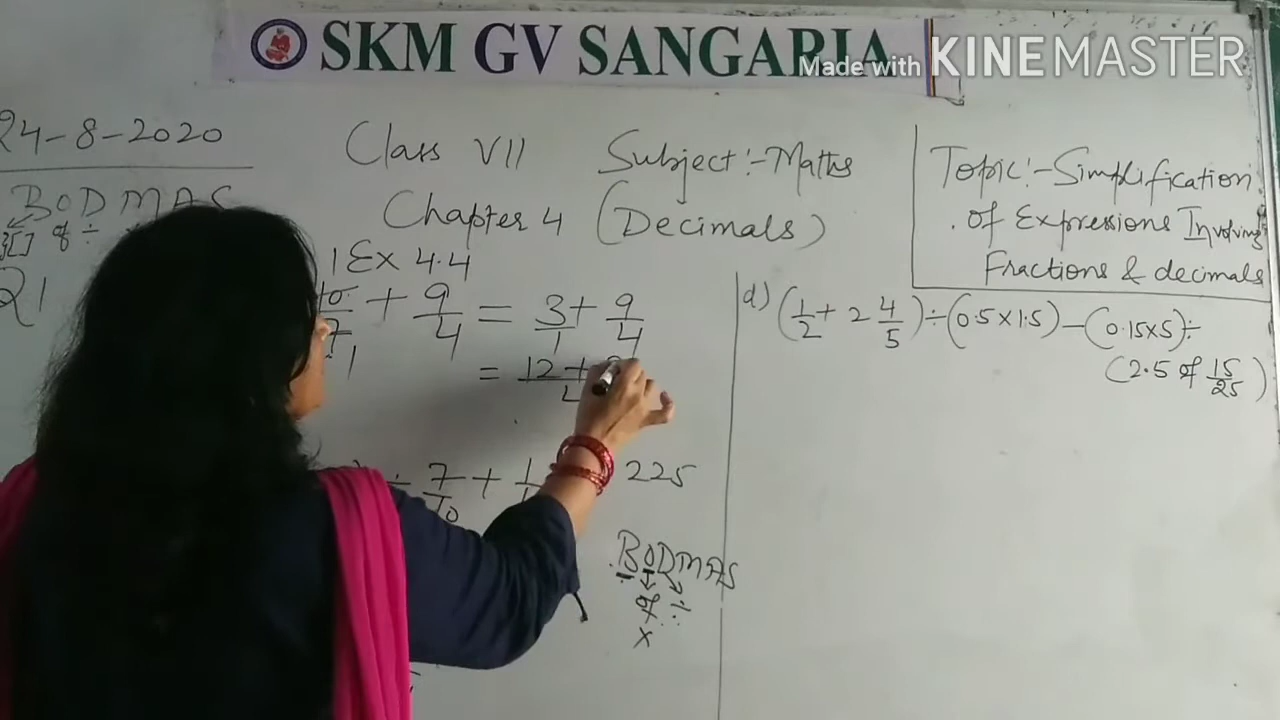 SKM GV SANGARIA
Made with KINEMASTER
24-8-2020
Class VII Subject:-Maths
Chapter 4 (Decimals)
Topic:-Simplification
of Expressions Involving
Fractions & decimals
BODMAS
[] of ÷
Q1
Ex 4.4
+ 9/4 = 3/1 + 9/4
= 12+
÷ 7/10 + 1/
225
BODMAS
of ÷
x
d) (1/2 + 2 4/5) ÷ (0.5×1.5) - (0.15×5) ÷
(2.5 of 15/25)